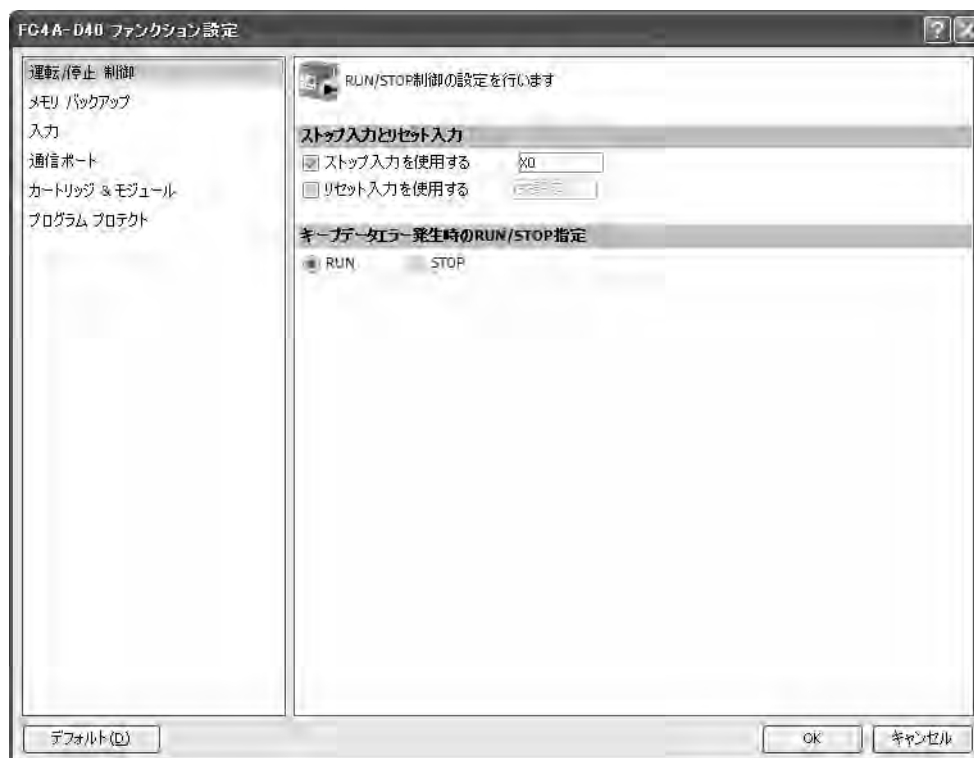 FC4A-D40 ファンクション設定
運転/停止 制御
メモリ バックアップ
入力
通信ポート
カートリッジ & モジュール
プログラム プロテクト
RUN/STOP制御の設定を行います
ストップ入力とリセット入力
ストップ入力を使用する X0
リセット入力を使用する
キープデータエラー発生時のRUN/STOP指定
RUN STOP
デフォルト(D) OK キャンセル